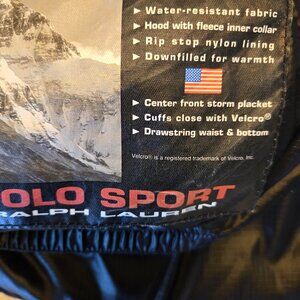 ▸ Water-resistant fabric
▸ Hood with fleece inner collar
▸ Rip stop nylon lining
▸ Downfilled for warmth
▸ Center front storm placket
▸ Cuffs close with Velcro®
▸ Drawstring waist & bottom
Velcro® is a registered trademark of Velcro, Inc.
OLO SPORT
RALPH LAUREN